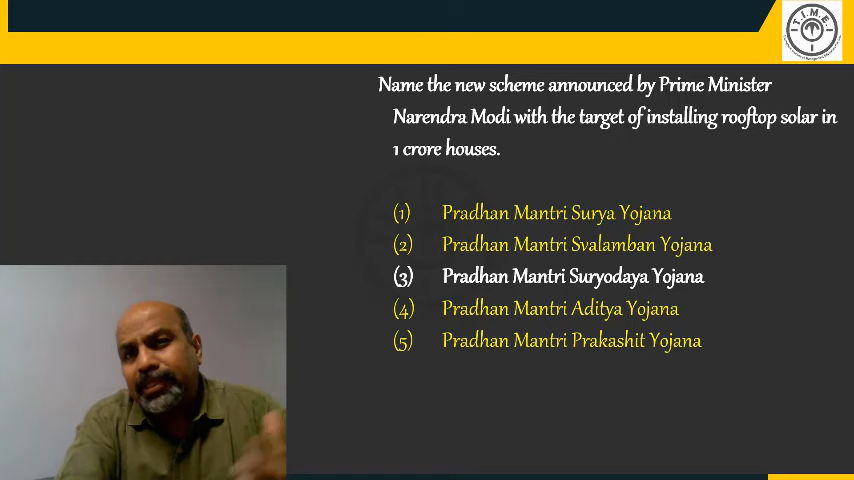 T.I.M.E.
Name the new scheme announced by Prime Minister
Narendra Modi with the target of installing rooftop solar in
1 crore houses.
(1) Pradhan Mantri Surya Yojana
(2) Pradhan Mantri Svalamban Yojana
(3) Pradhan Mantri Suryodaya Yojana
(4) Pradhan Mantri Aditya Yojana
(5) Pradhan Mantri Prakashit Yojana